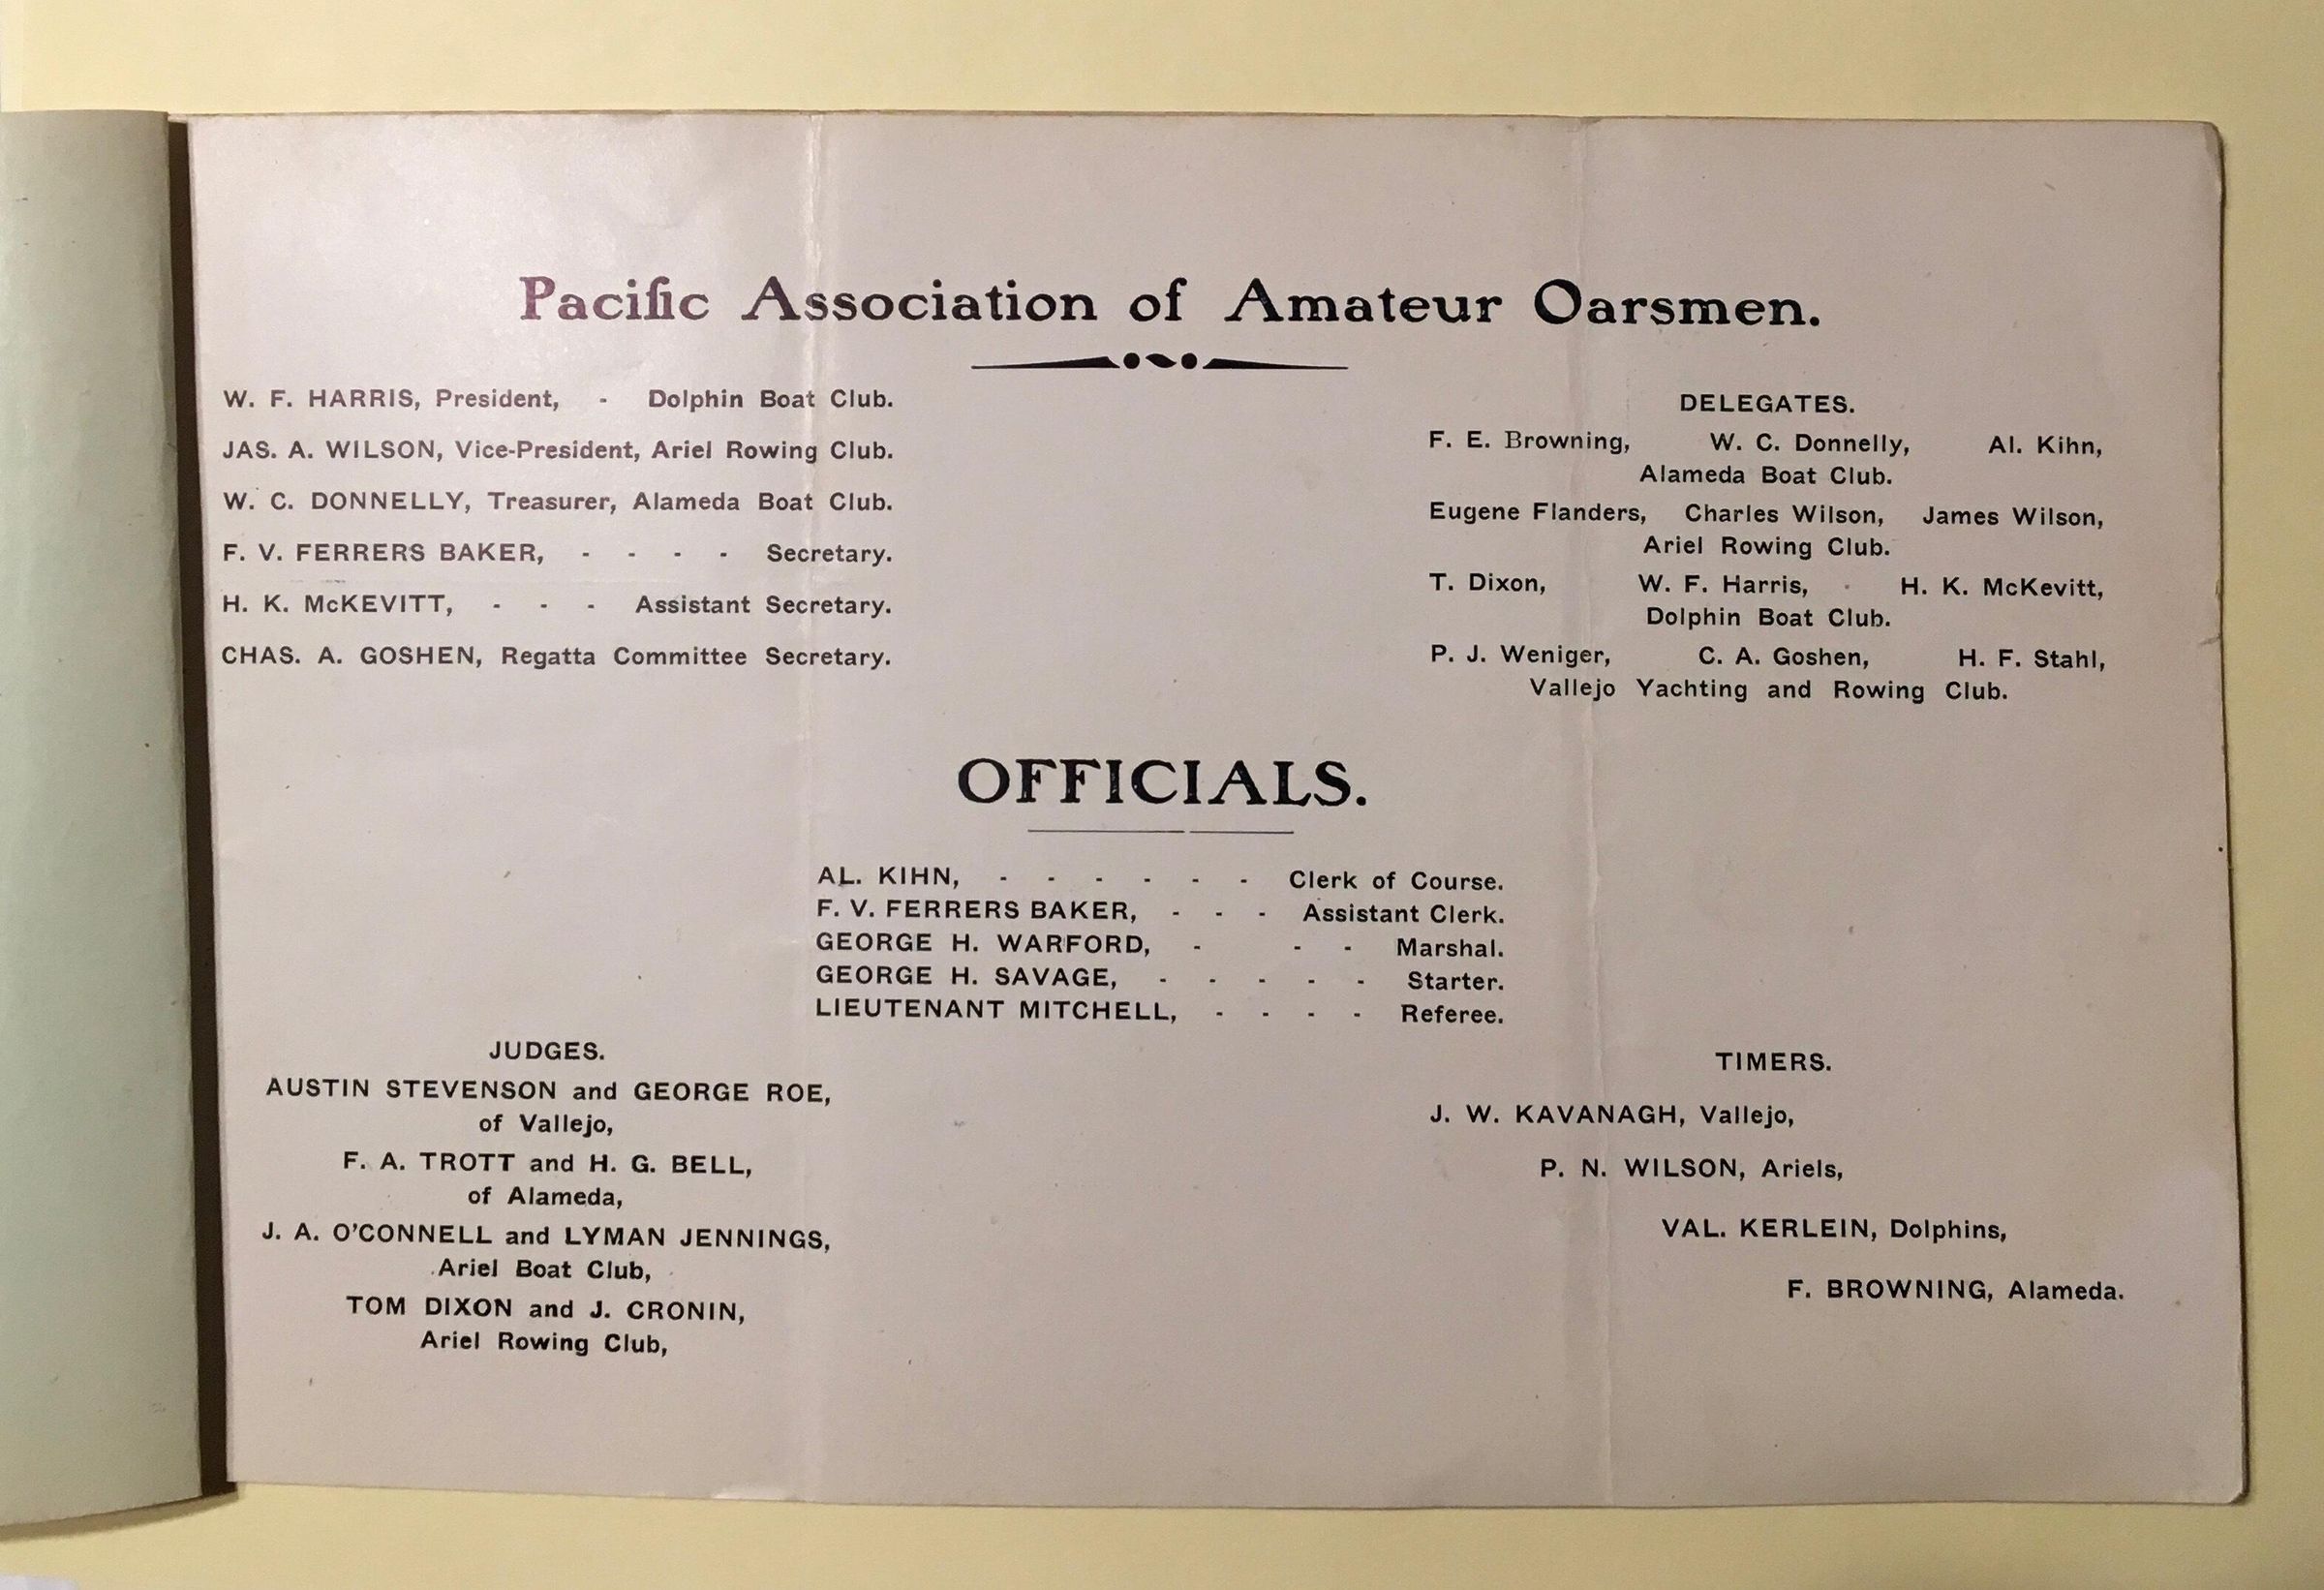 Pacific Association of Amateur Oarsmen.
W. F. HARRIS, President, - Dolphin Boat Club.
JAS. A. WILSON, Vice-President, Ariel Rowing Club.
W. C. DONNELLY, Treasurer, Alameda Boat Club.
F. V. FERRERS BAKER, - - - - Secretary.
H. K. McKEVITT, - - - Assistant Secretary.
CHAS. A. GOSHEN, Regatta Committee Secretary.
DELEGATES.
F. E. Browning, W. C. Donnelly, Al. Kihn,
Alameda Boat Club.
Eugene Flanders, Charles Wilson, James Wilson,
Ariel Rowing Club.
T. Dixon, W. F. Harris, H. K. McKevitt,
Dolphin Boat Club.
P. J. Weniger, C. A. Goshen, H. F. Stahl,
Vallejo Yachting and Rowing Club.
OFFICIALS.
AL. KIHN, - - - - - - Clerk of Course.
F. V. FERRERS BAKER, - - - Assistant Clerk.
GEORGE H. WARFORD, - - - Marshal.
GEORGE H. SAVAGE, - - - - - Starter.
LIEUTENANT MITCHELL, - - - - Referee.
JUDGES.
AUSTIN STEVENSON and GEORGE ROE,
of Vallejo,
F. A. TROTT and H. G. BELL,
of Alameda,
J. A. O'CONNELL and LYMAN JENNINGS,
Ariel Boat Club,
TOM DIXON and J. CRONIN,
Ariel Rowing Club,
TIMERS.
J. W. KAVANAGH, Vallejo,
P. N. WILSON, Ariels,
VAL. KERLEIN, Dolphins,
F. BROWNING, Alameda.